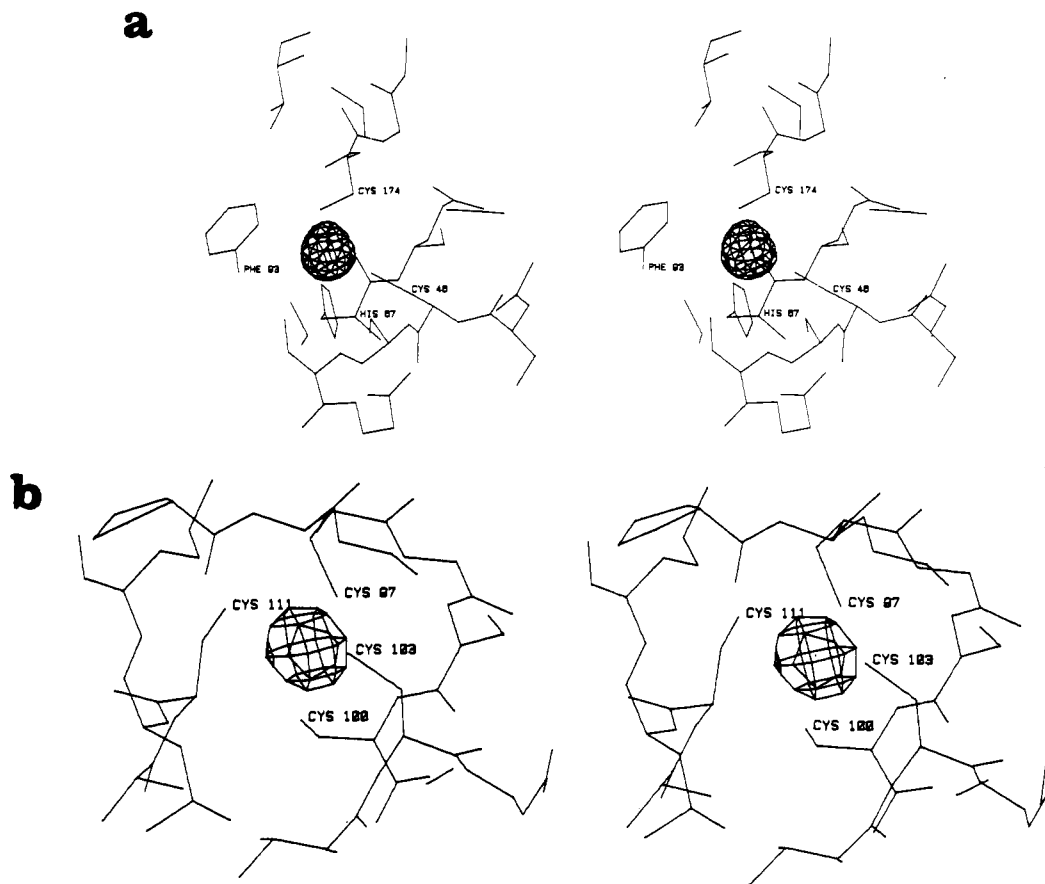 a
CYS 174
CYS 174
PHE 93
PHE 93
CYS 46
CYS 46
HIS 67
HIS 67
b
CYS 97
CYS 97
CYS 111
CYS 111
CYS 103
CYS 103
CYS 100
CYS 100